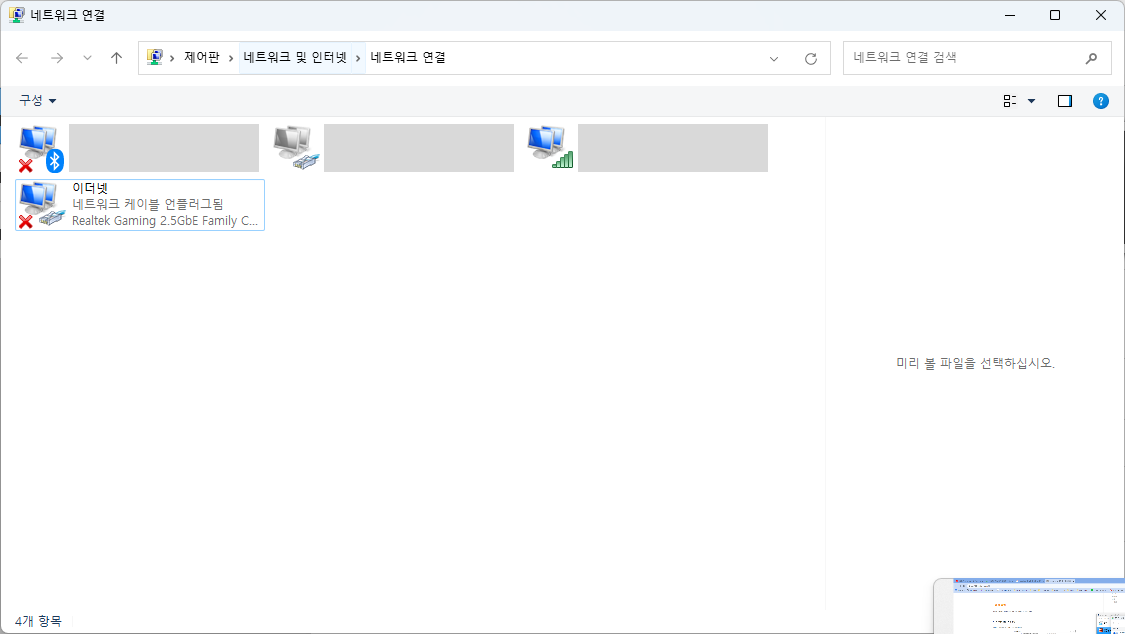 네트워크 연결
제어판 > 네트워크 및 인터넷 > 네트워크 연결
네트워크 연결 검색
구성
이더넷
네트워크 케이블 언플러그됨
Realtek Gaming 2.5GbE Family C...
미리 볼 파일을 선택하십시오.
4개 항목